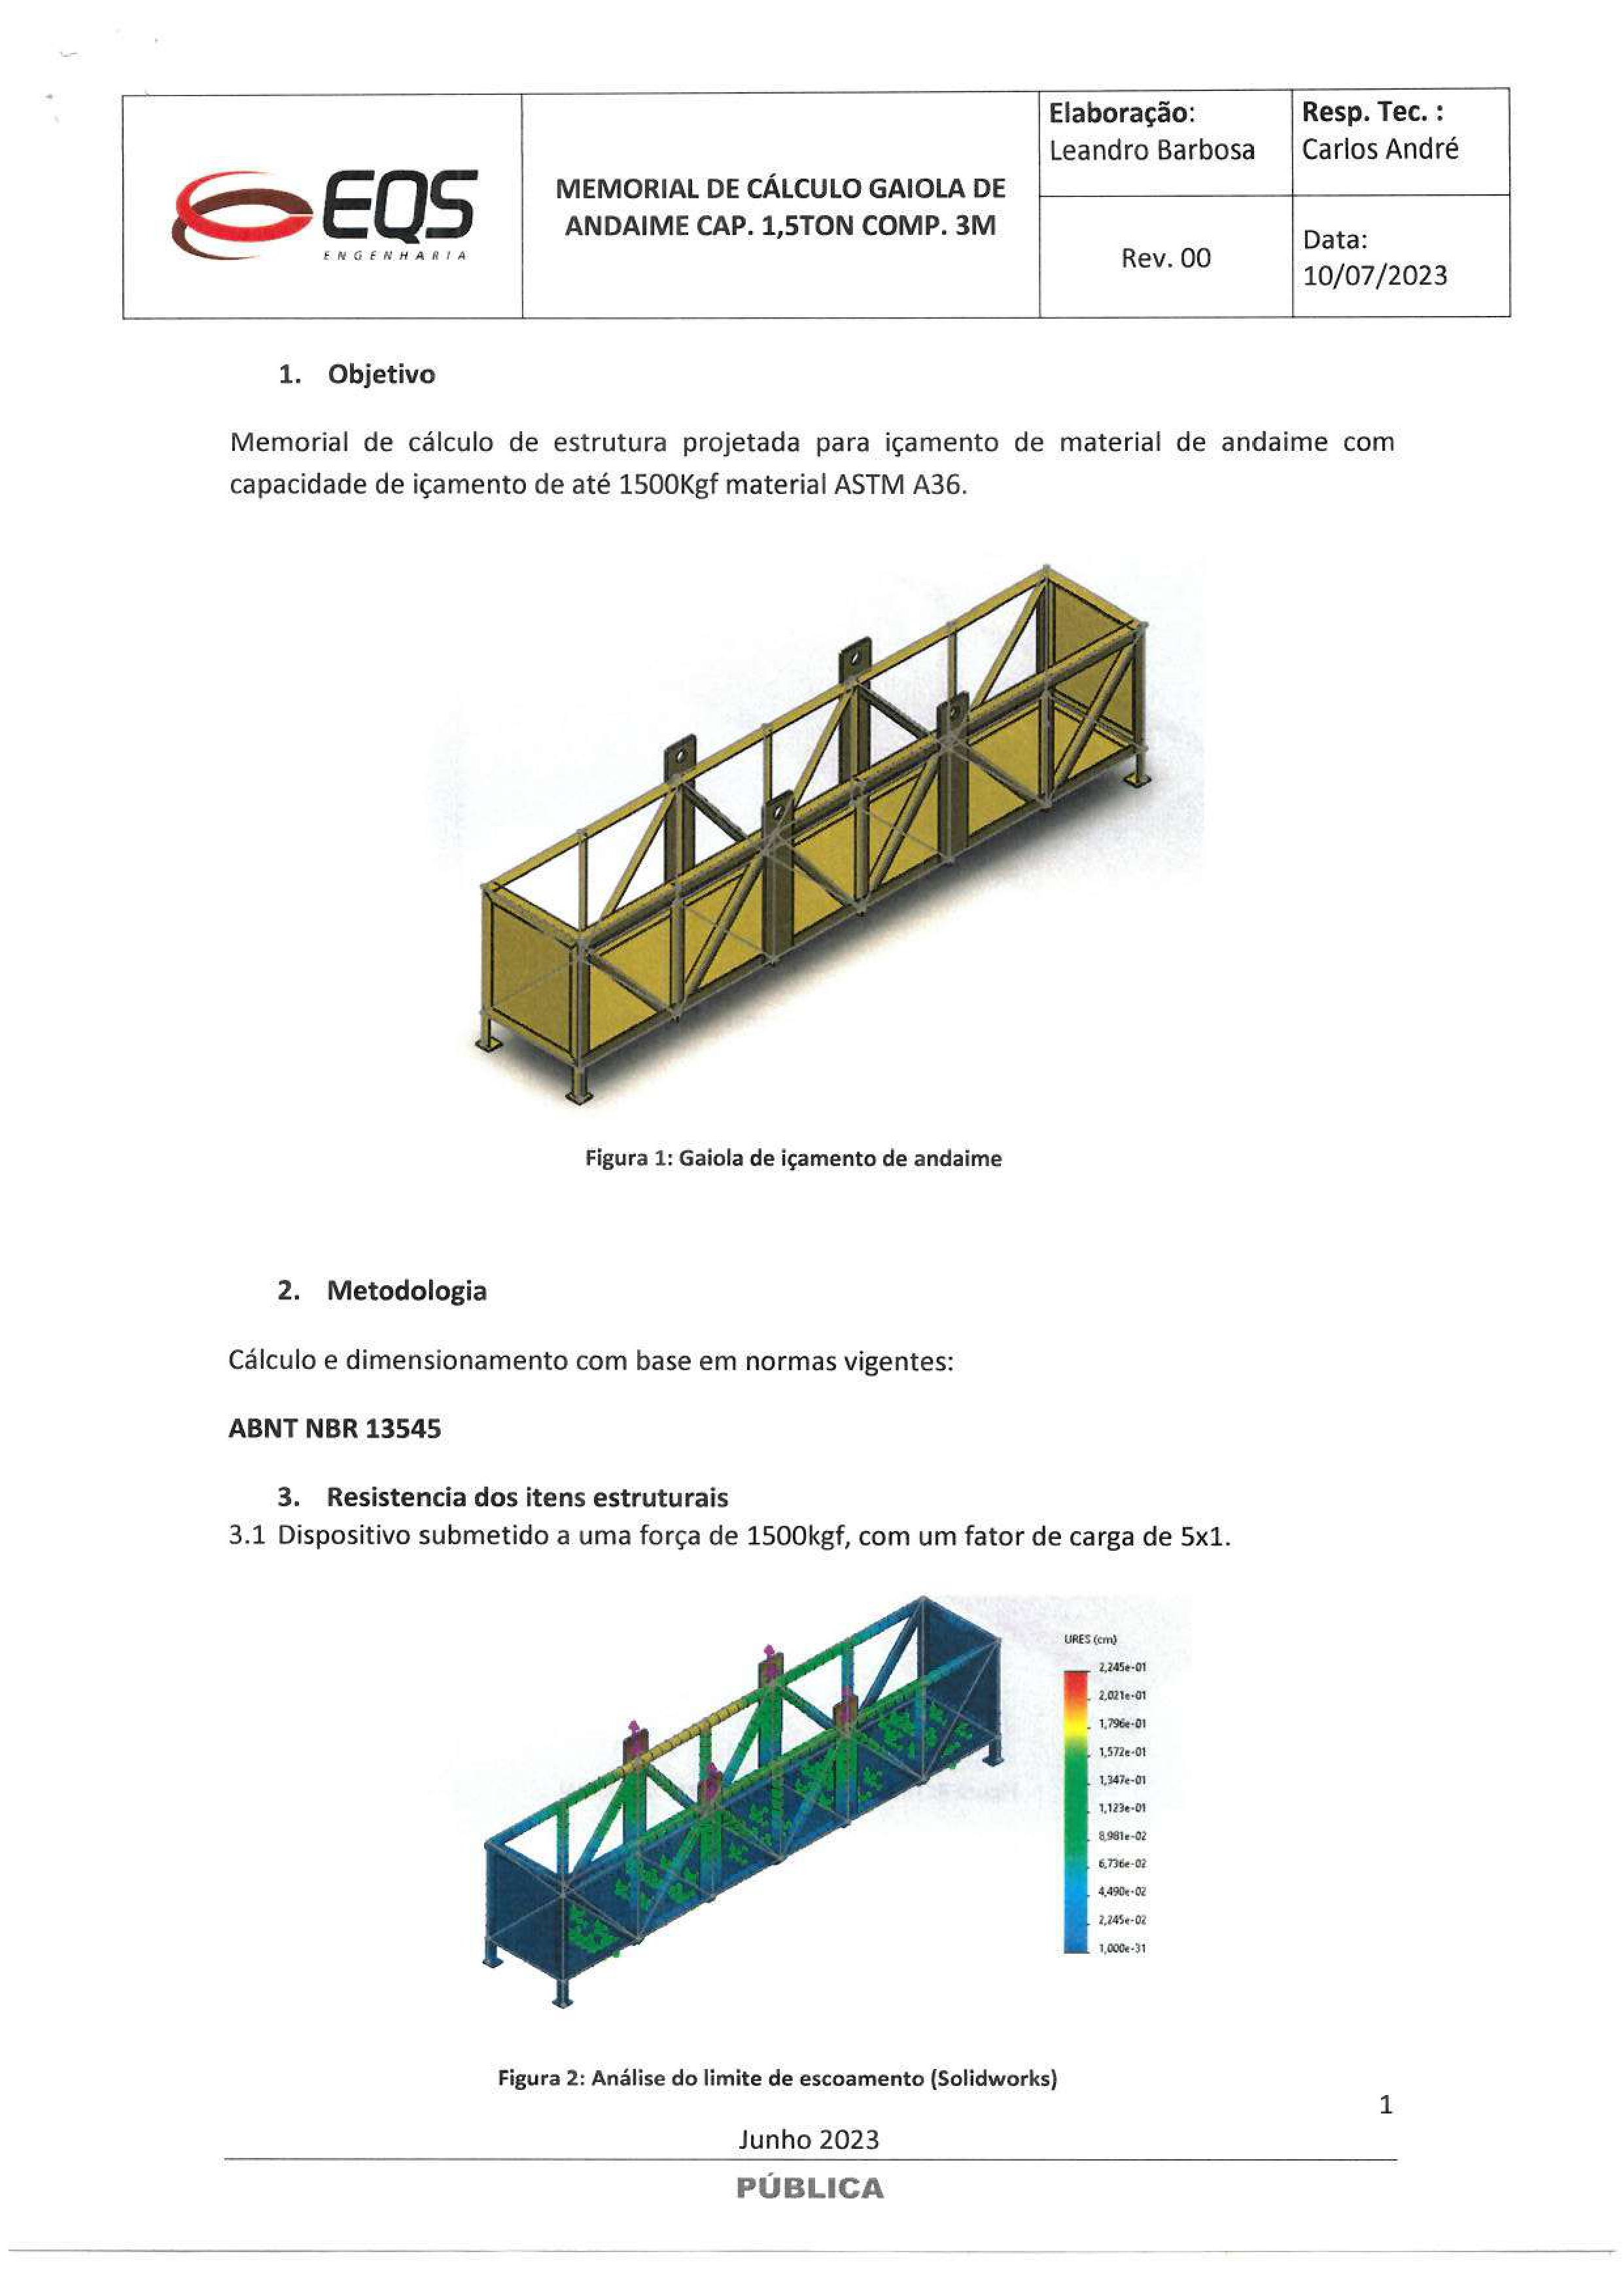 EQS
ENGENHARIA
MEMORIAL DE CÁLCULO GAIOLA DE
ANDAIME CAP. 1,5TON COMP. 3M
Elaboração:
Leandro Barbosa
Resp. Tec. :
Carlos André
Rev. 00
Data:
10/07/2023
1. Objetivo
Memorial de cálculo de estrutura projetada para içamento de material de andaime com
capacidade de içamento de até 1500Kgf material ASTM A36.
Figura 1: Gaiola de içamento de andaime
2. Metodologia
Cálculo e dimensionamento com base em normas vigentes:
ABNT NBR 13545
3. Resistencia dos itens estruturais
3.1 Dispositivo submetido a uma força de 1500kgf, com um fator de carga de 5x1.
URES (cm)
2,245e-01
2,021e-01
1,796e-01
1,572e-01
1,347e-01
1,123e-01
8,981e-02
6,736e-02
4,490e-02
2,245e-02
1,000e-31
Figura 2: Análise do limite de escoamento (Solidworks)
1
Junho 2023
PÚBLICA